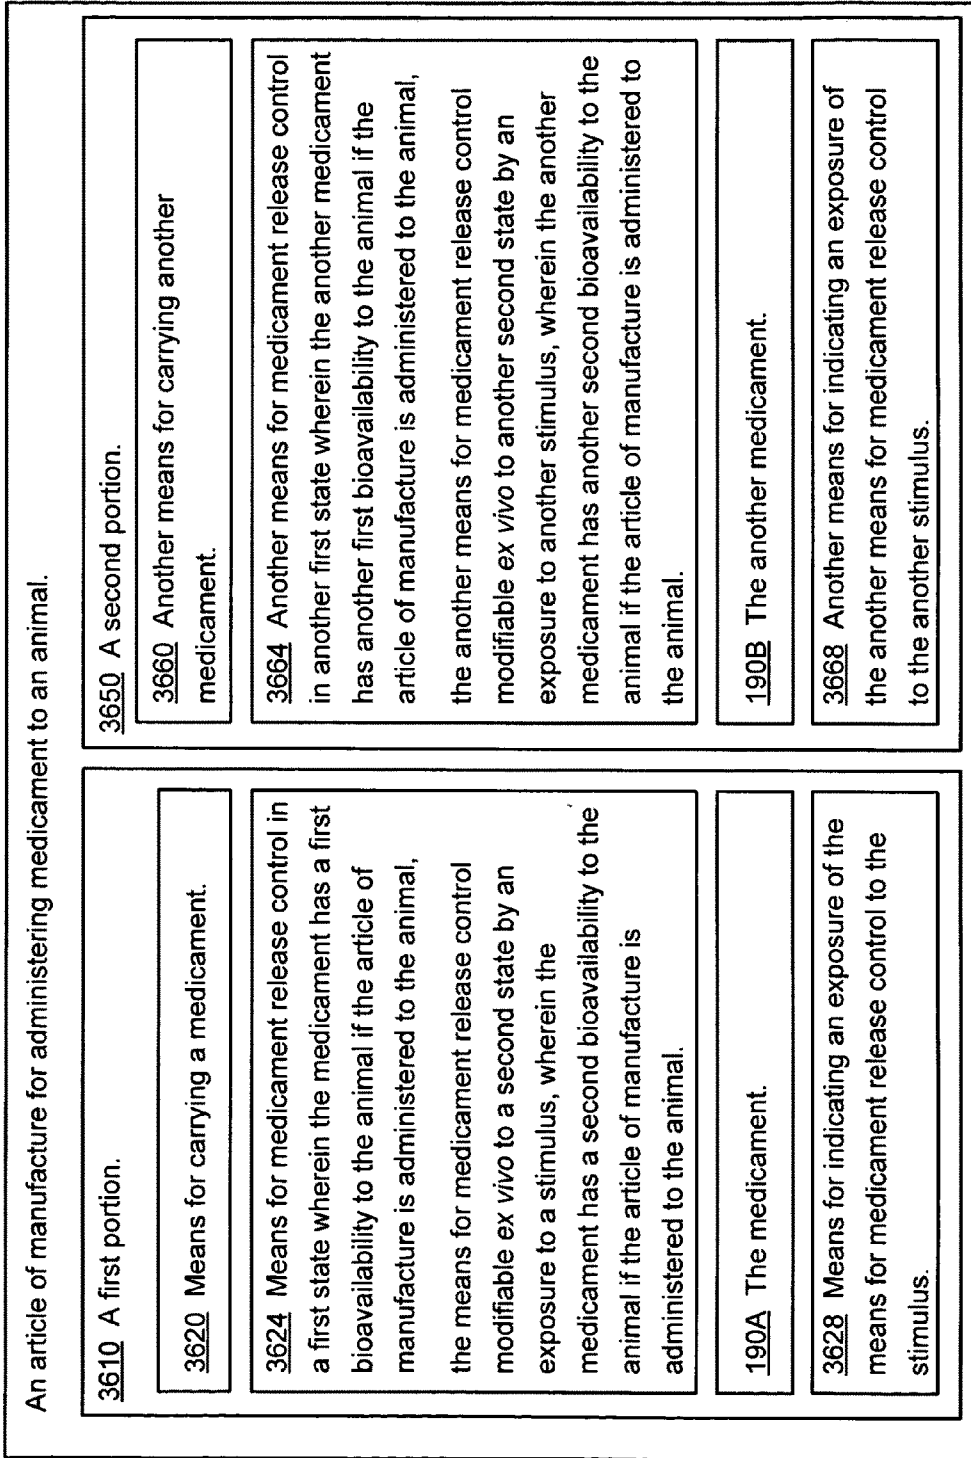 An article of manufacture for administering medicament to an animal.
3610 A first portion.
3620 Means for carrying a medicament.
3624 Means for medicament release control in
a first state wherein the medicament has a first
bioavailability to the animal if the article of
manufacture is administered to the animal,
the means for medicament release control
modifiable ex vivo to a second state by an
exposure to a stimulus, wherein the
medicament has a second bioavailability to the
animal if the article of manufacture is
administered to the animal.
190A The medicament.
3628 Means for indicating an exposure of the
means for medicament release control to the
stimulus.
3650 A second portion.
3660 Another means for carrying another
medicament.
3664 Another means for medicament release control
in another first state wherein the another medicament
has another first bioavailability to the animal if the
article of manufacture is administered to the animal,
the another means for medicament release control
modifiable ex vivo to another second state by an
exposure to another stimulus, wherein the another
medicament has another second bioavailability to the
animal if the article of manufacture is administered to
the animal.
190B The another medicament.
3668 Another means for indicating an exposure of
the another means for medicament release control
to the another stimulus.